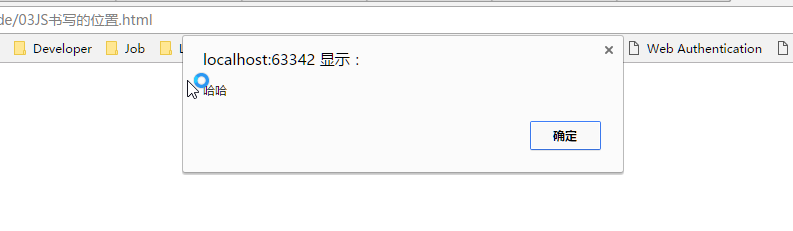 de/03JS书写的位置.html
Developer Job L Web Authentication
localhost:63342 显示：
哈哈
确定